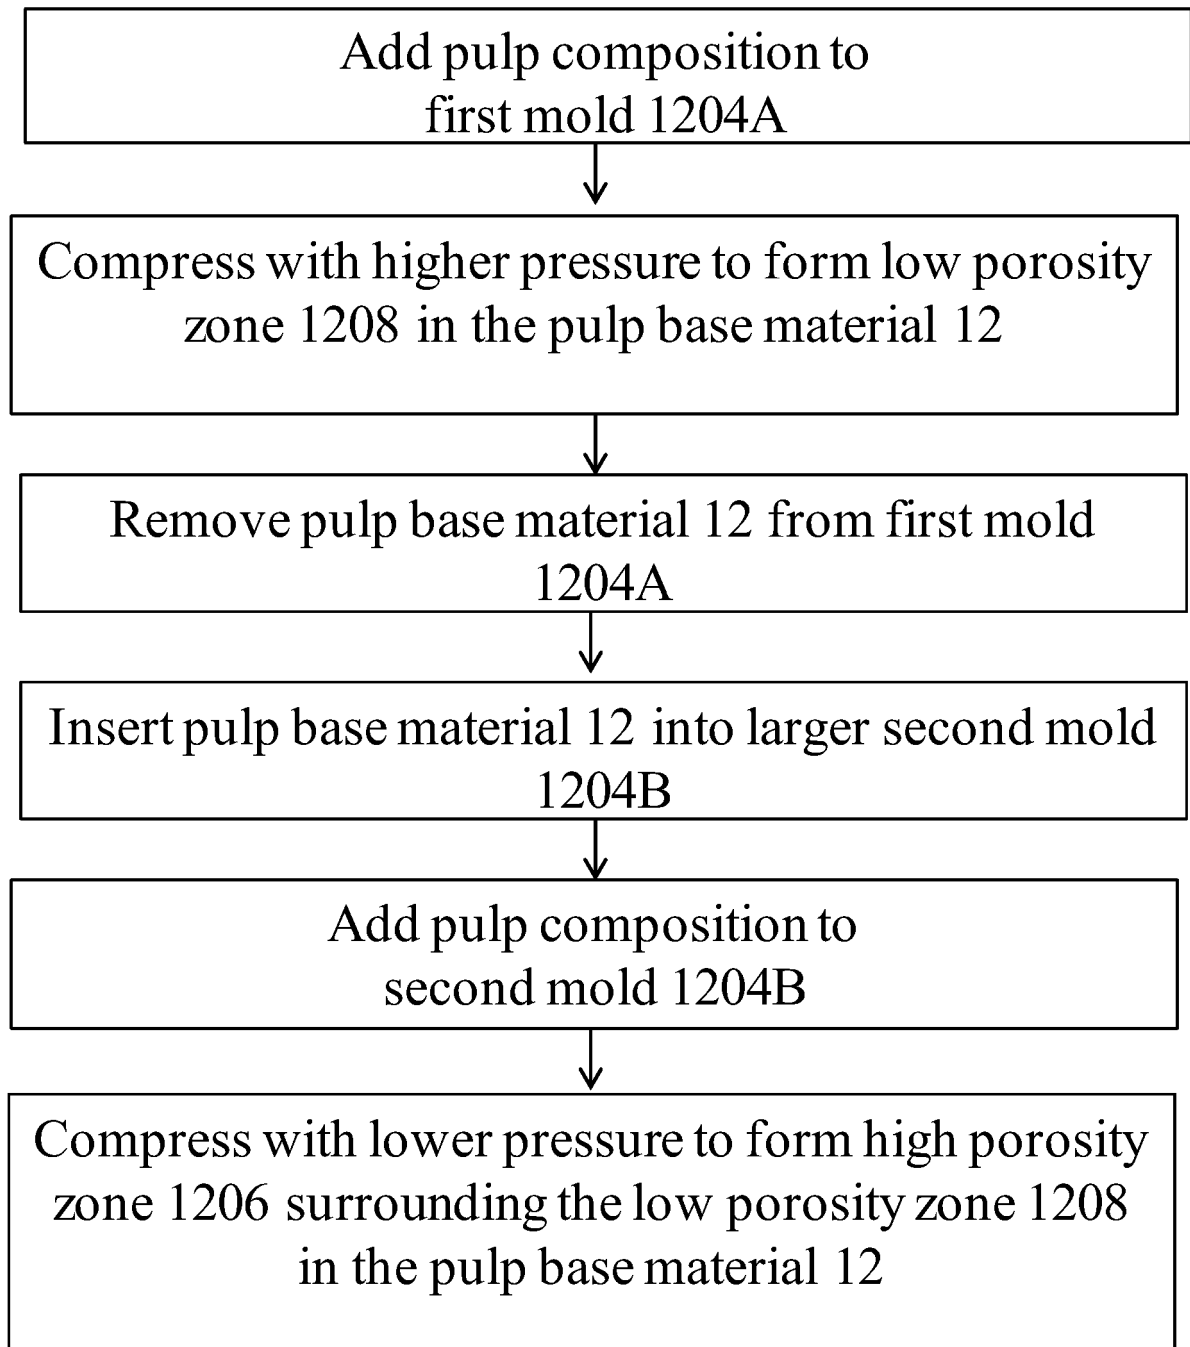 Add pulp composition to
first mold 1204A
Compress with higher pressure to form low porosity
zone 1208 in the pulp base material 12
Remove pulp base material 12 from first mold
1204A
Insert pulp base material 12 into larger second mold
1204B
Add pulp composition to
second mold 1204B
Compress with lower pressure to form high porosity
zone 1206 surrounding the low porosity zone 1208
in the pulp base material 12